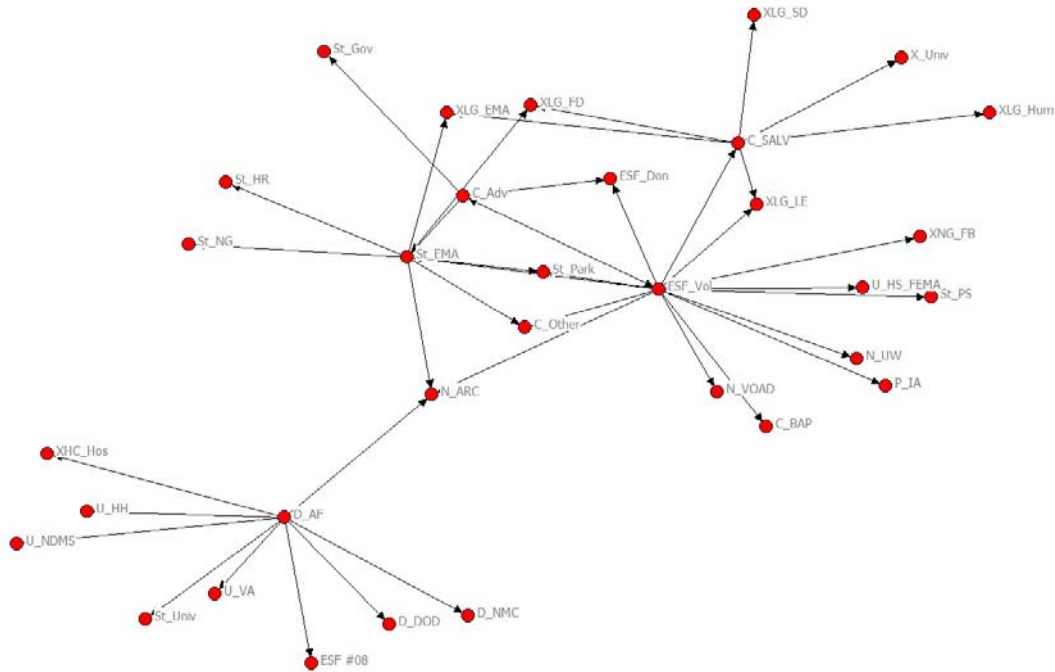 XLG_SD
St_Gov
X_Univ
XLG_EMA
XLG_FD
XLG_Hum
C_SALV
St_HR
ESF_Don
C_Adv
XLG_LE
XNG_FB
St_NG
St_EMA
St_Park
ESF_Vol
U_HS_FEMA
St_PS
C_Other
N_UW
P_IA
N_VOAD
N_ARC
C_BAP
XHC_Hos
U_HH
D_AF
U_NDMS
U_VA
St_Univ
D_DOD
D_NMC
ESF #08